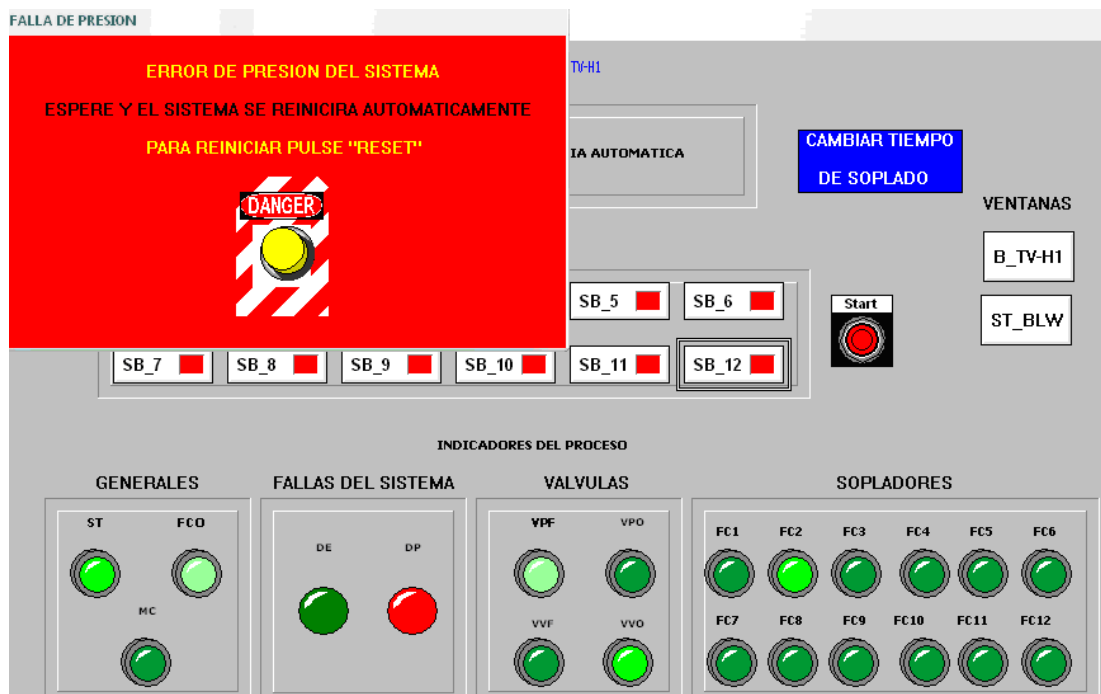 FALLA DE PRESION
ERROR DE PRESION DEL SISTEMA
ESPERE Y EL SISTEMA SE REINICIRA AUTOMATICAMENTE
PARA REINICIAR PULSE "RESET"
DANGER
TV-H1
IA AUTOMATICA
CAMBIAR TIEMPO
DE SOPLADO
VENTANAS
B_TV-H1
ST_BLW
SB_5 SB_6
Start
SB_7 SB_8 SB_9 SB_10 SB_11 SB_12
INDICADORES DEL PROCESO
GENERALES FALLAS DEL SISTEMA VALVULAS SOPLADORES
ST FCO
MC
DE DP
VPF VPO
VVF VVO
FC1 FC2 FC3 FC4 FC5 FC6
FC7 FC8 FC9 FC10 FC11 FC12